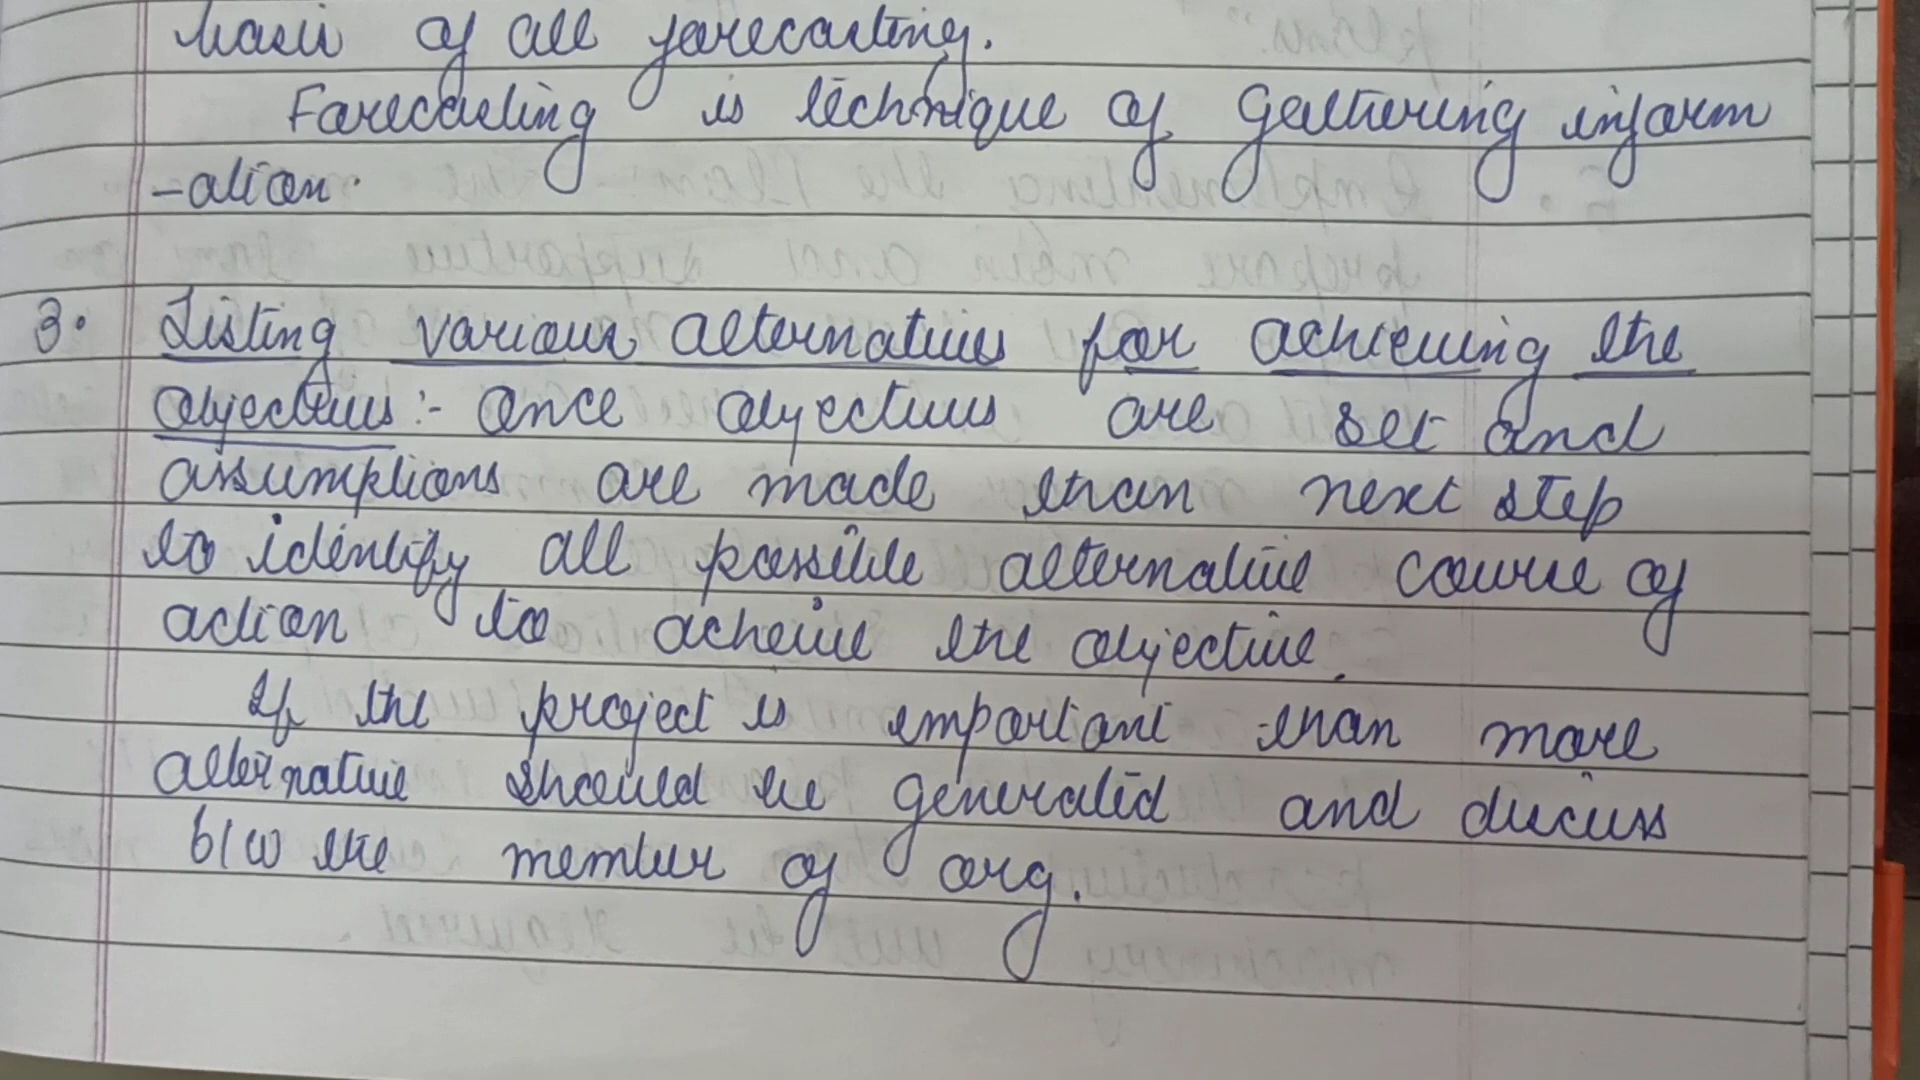 basis of all forecasting.
Forecasting is technique of gathering inform
-ation.
3. Listing various alternatives for achieving the
objectives :- once objectives are set and
assumptions are made than next step
to identify all possible alternative course of
action to acheive the objective.
If the project is important than more
alternative should be generated and discuss
b/w the member of org.